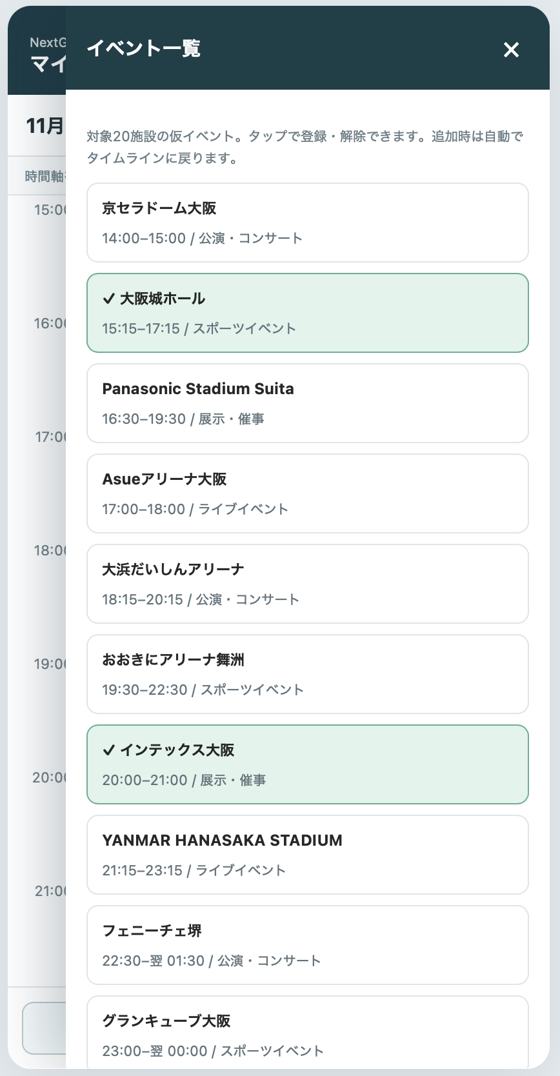 NextG
マイ
イベント一覧
×
11月
時間軸
15:00
16:00
17:00
18:00
19:00
20:00
21:00
対象20施設の仮イベント。タップで登録・解除できます。追加時は自動で
タイムラインに戻ります。
京セラドーム大阪
14:00–15:00 / 公演・コンサート
✓ 大阪城ホール
15:15–17:15 / スポーツイベント
Panasonic Stadium Suita
16:30–19:30 / 展示・催事
Asueアリーナ大阪
17:00–18:00 / ライブイベント
大浜だいしんアリーナ
18:15–20:15 / 公演・コンサート
おおきにアリーナ舞洲
19:30–22:30 / スポーツイベント
✓ インテックス大阪
20:00–21:00 / 展示・催事
YANMAR HANASAKA STADIUM
21:15–23:15 / ライブイベント
フェニーチェ堺
22:30–翌 01:30 / 公演・コンサート
グランキューブ大阪
23:00–翌 00:00 / スポーツイベント